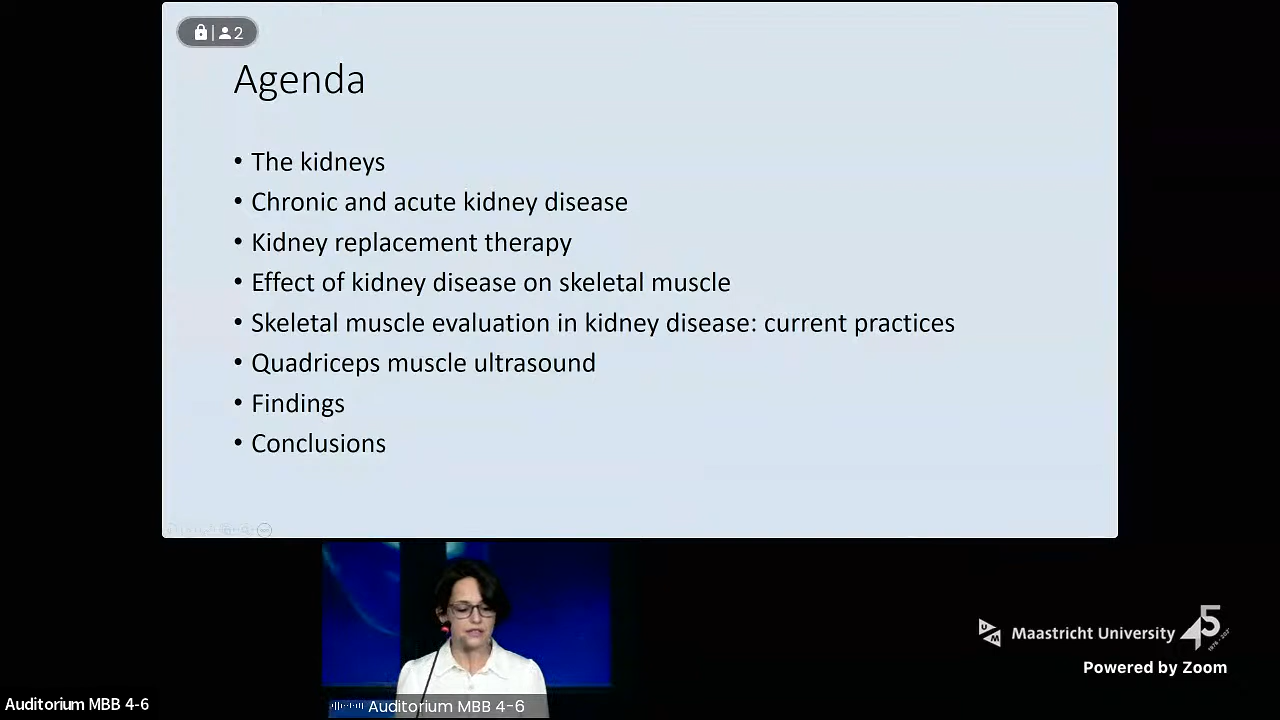 2
Agenda
• The kidneys
• Chronic and acute kidney disease
• Kidney replacement therapy
• Effect of kidney disease on skeletal muscle
• Skeletal muscle evaluation in kidney disease: current practices
• Quadriceps muscle ultrasound
• Findings
• Conclusions
Maastricht University
45
Powered by Zoom
Auditorium MBB 4-6
Auditorium MBB 4-6